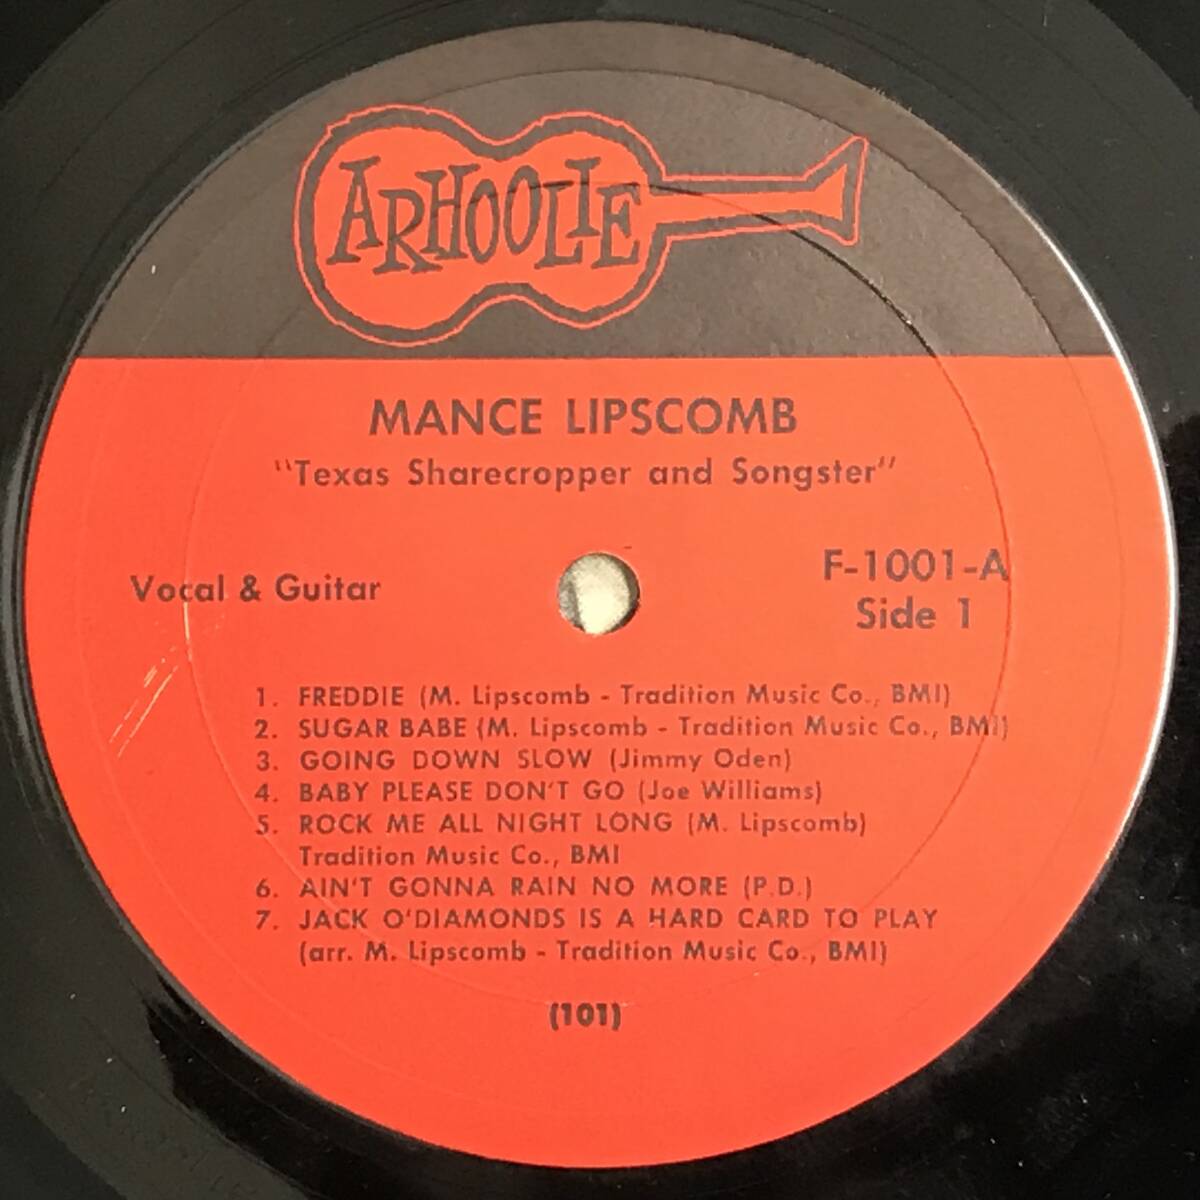 ARHOOLIE
MANCE LIPSCOMB
"Texas Sharecropper and Songster"
Vocal & Guitar
F-1001-A
Side 1
1. FREDDIE (M. Lipscomb - Tradition Music Co., BMI)
2. SUGAR BABE (M. Lipscomb - Tradition Music Co., BMI)
3. GOING DOWN SLOW (Jimmy Oden)
4. BABY PLEASE DON'T GO (Joe Williams)
5. ROCK ME ALL NIGHT LONG (M. Lipscomb)
Tradition Music Co., BMI
6. AIN'T GONNA RAIN NO MORE (P.D.)
7. JACK O'DIAMONDS IS A HARD CARD TO PLAY
(arr. M. Lipscomb - Tradition Music Co., BMI)
(101)